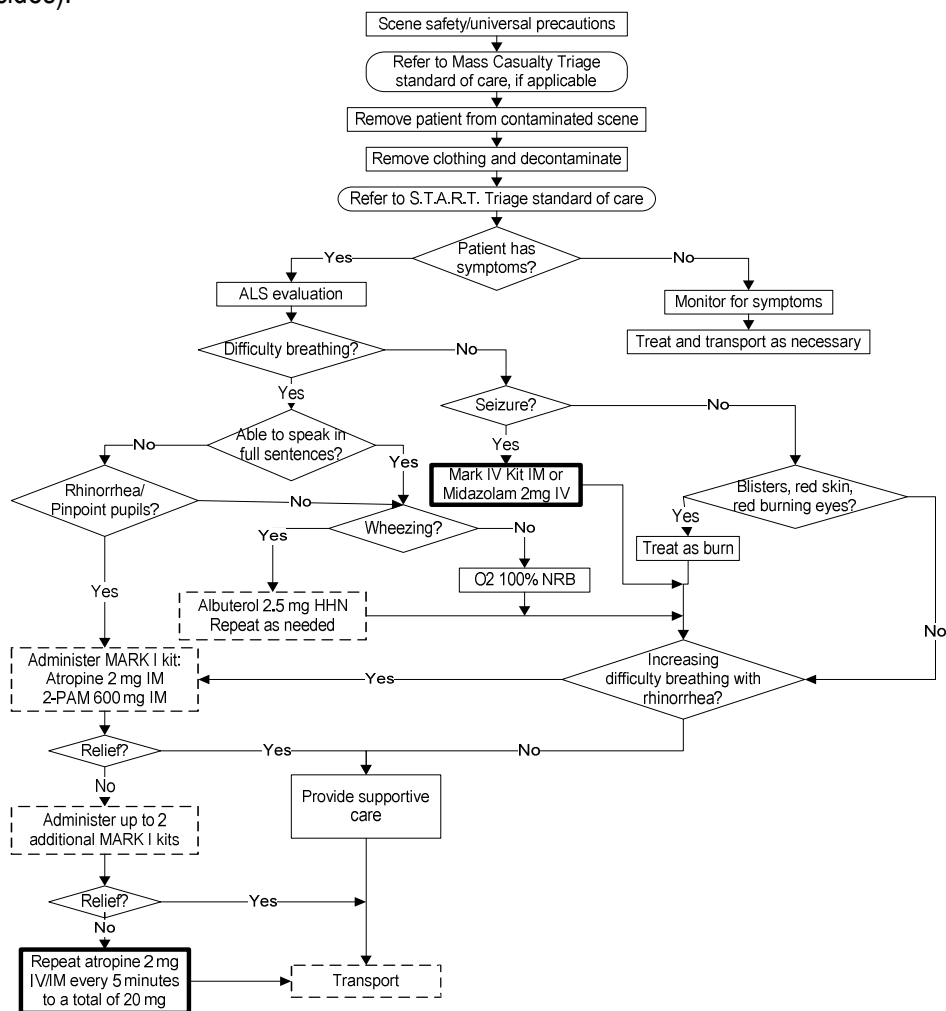 Scene safety/universal precautions
Refer to Mass Casualty Triage
standard of care, if applicable
Remove patient from contaminated scene
Remove clothing and decontaminate
Refer to S.T.A.R.T. Triage standard of care
Patient has
symptoms?
Yes
No
ALS evaluation
Monitor for symptoms
Treat and transport as necessary
Difficulty breathing?
No
Yes
Seizure?
No
Yes
Able to speak in
full sentences?
No
Yes
Mark IV Kit IM or
Midazolam 2mg IV
Rhinorrhea/
Pinpoint pupils?
No
Blisters, red skin,
red burning eyes?
Yes
No
Treat as burn
Wheezing?
Yes
No
O2 100% NRB
Albuterol 2.5 mg HHN
Repeat as needed
Yes
Administer MARK I kit:
Atropine 2 mg IM
2-PAM 600 mg IM
Increasing
difficulty breathing with
rhinorrhea?
Yes
No
Relief?
Yes
No
Provide supportive
care
Administer up to 2
additional MARK I kits
Relief?
Yes
No
Repeat atropine 2 mg
IV/IM every 5 minutes
to a total of 20 mg
Transport